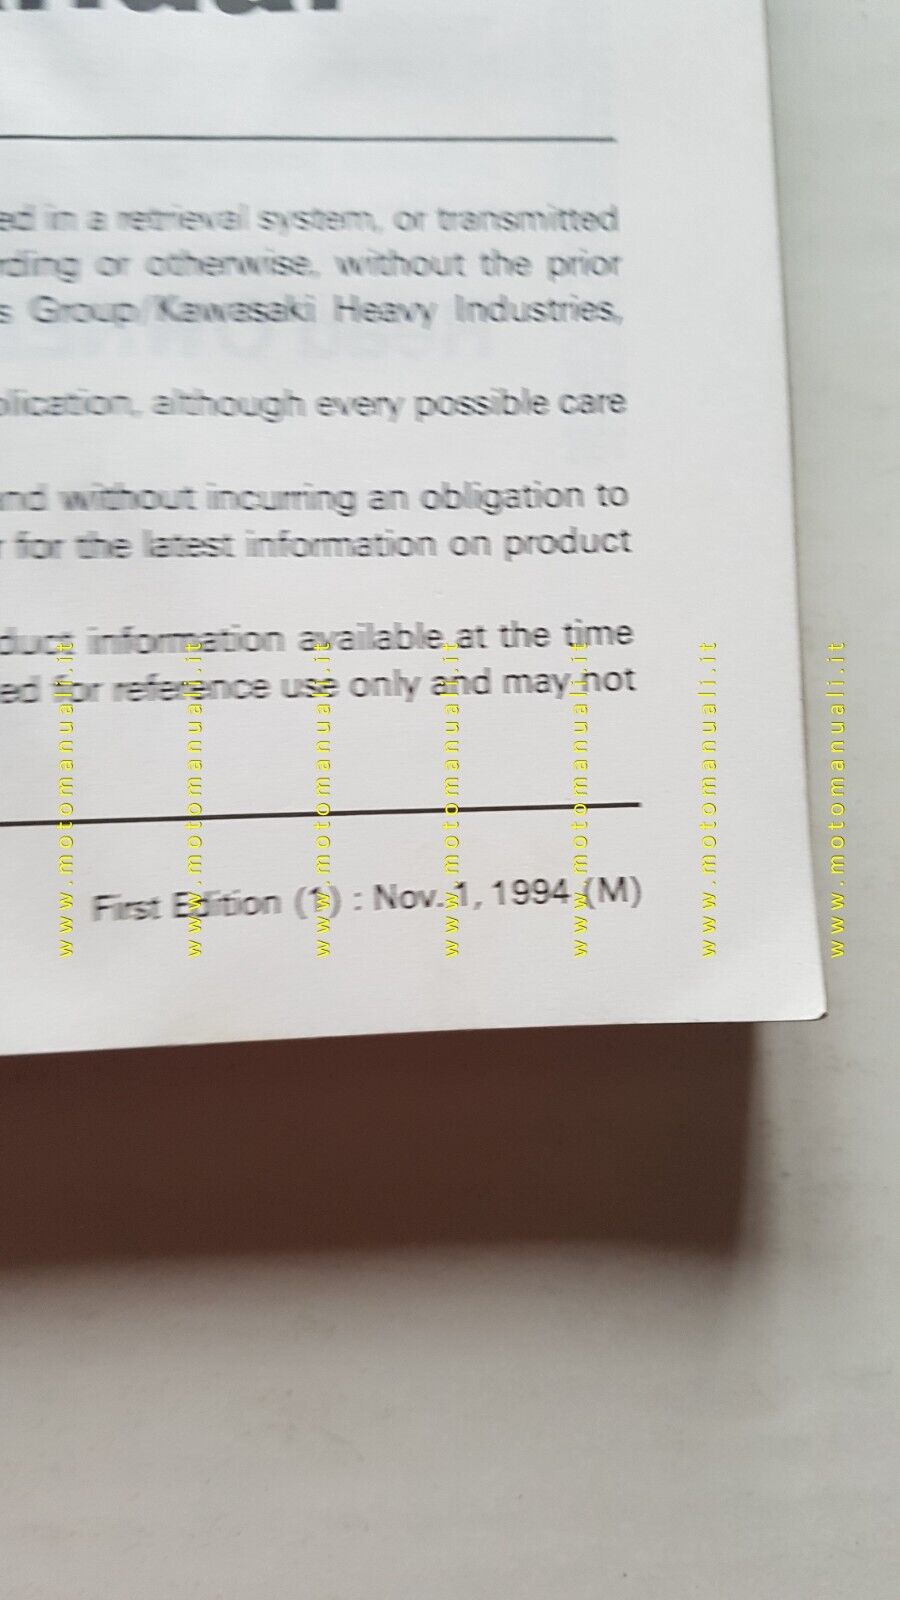 ed in a retrieval system, or transmitted
rding or otherwise, without the prior
s Group/Kawasaki Heavy Industries,
plication, although every possible care
nd without incurring an obligation to
r for the latest information on product
duct information available at the time
ed for reference use only and may not
First Edition (1) : Nov. 1, 1994 (M)
www.motomanuali.it
www.motomanuali.it
www.motomanuali.it
www.motomanuali.it
www.motomanuali.it
www.motomanuali.it
www.motomanuali.it